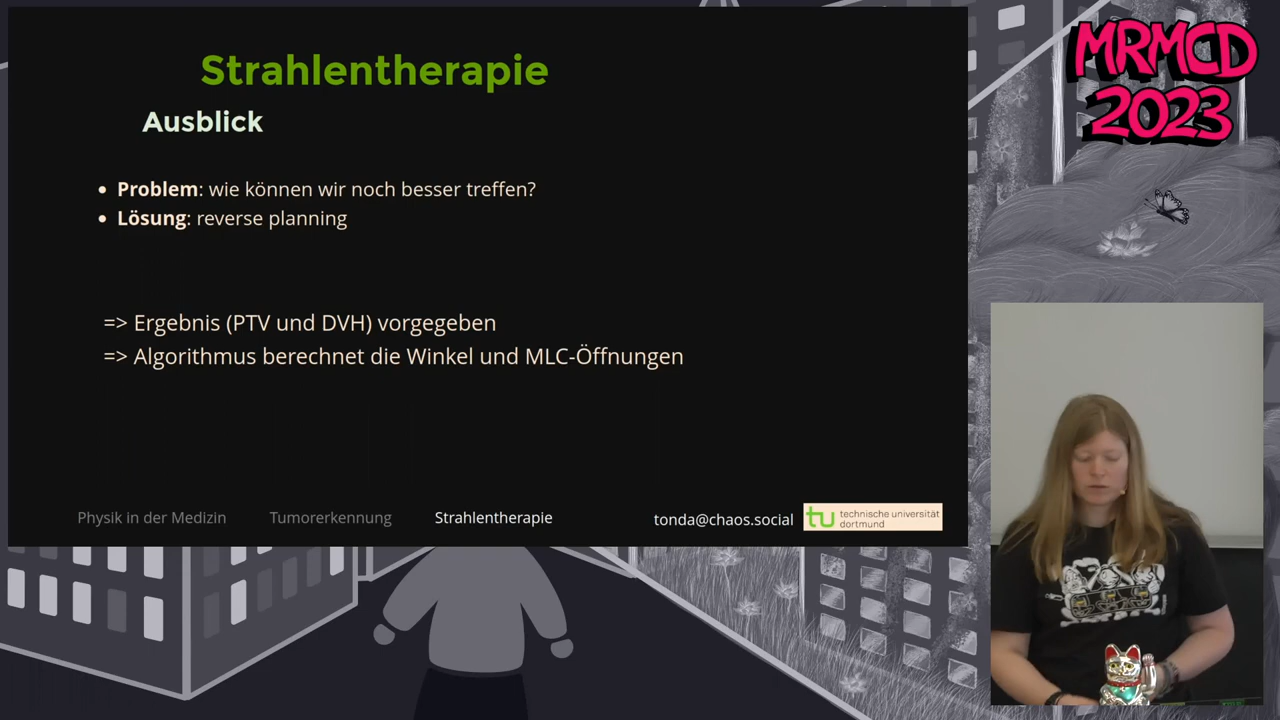 Strahlentherapie
Ausblick
• Problem: wie können wir noch besser treffen?
• Lösung: reverse planning
=> Ergebnis (PTV und DVH) vorgegeben
=> Algorithmus berechnet die Winkel und MLC-Öffnungen
Physik in der Medizin Tumorerkennung Strahlentherapie tonda@chaos.social
tu technische universität
dortmund
MRMCD
2023